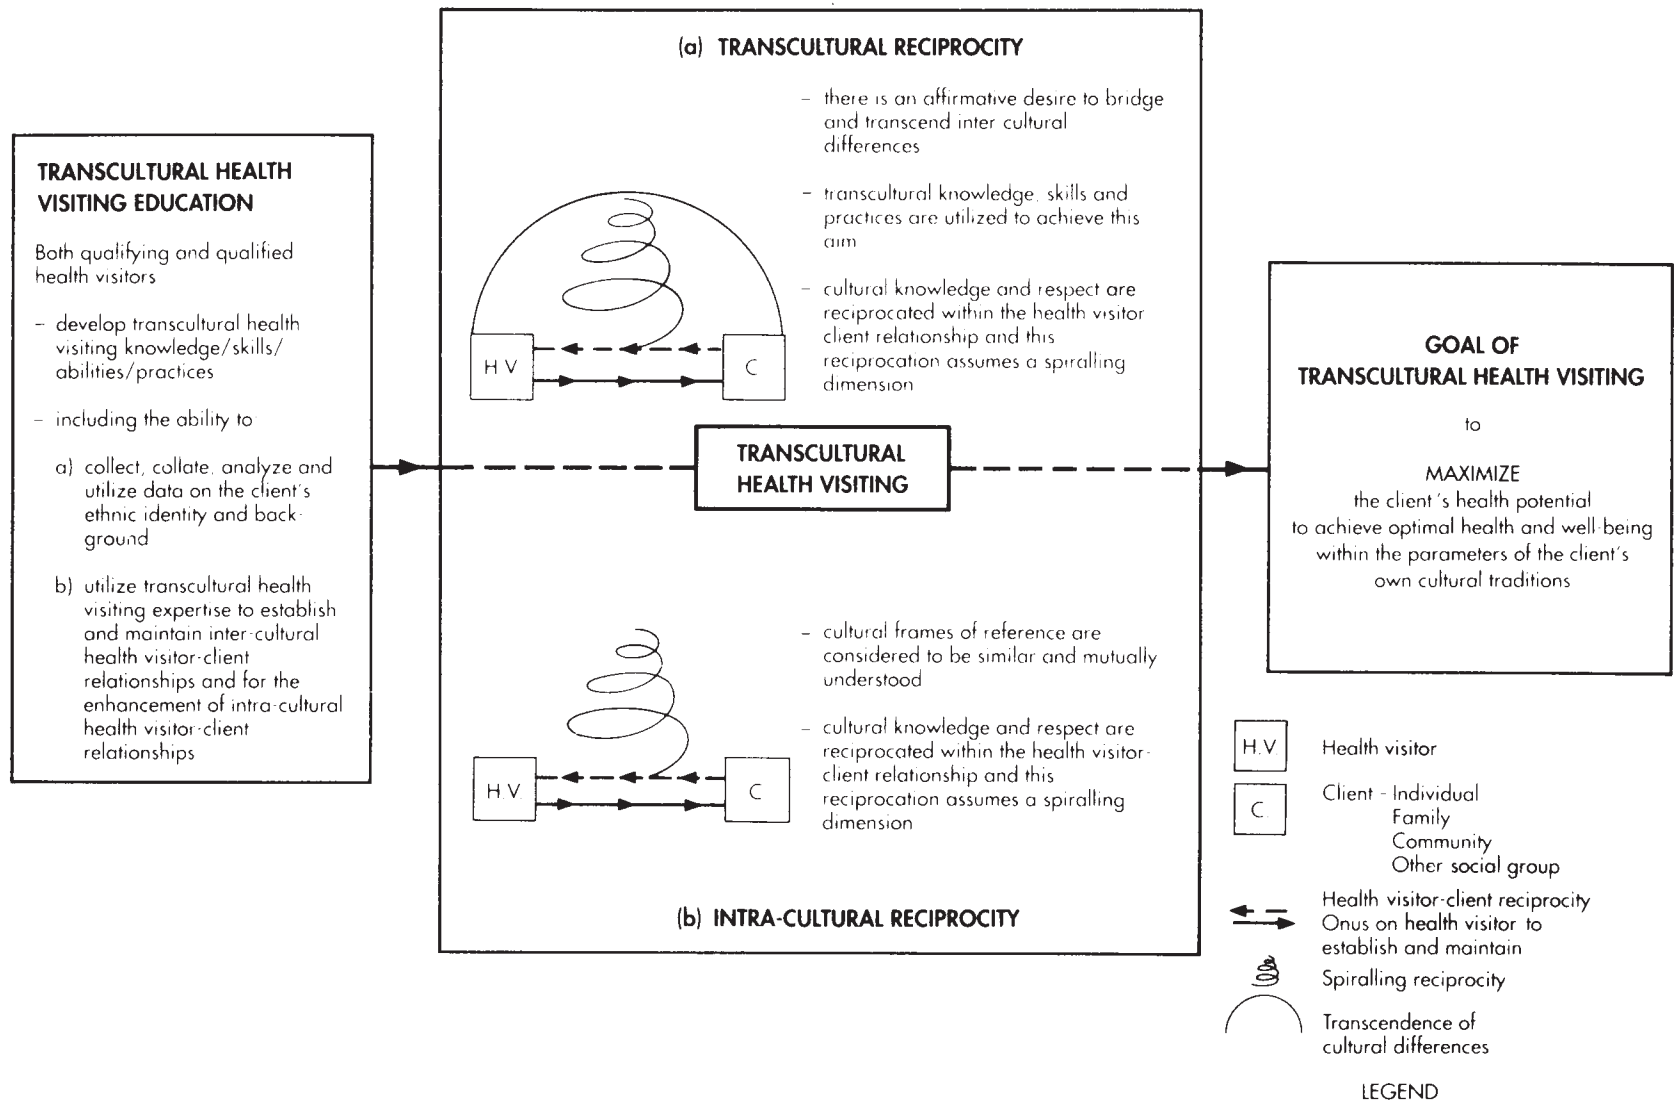 TRANSCULTURAL HEALTH
VISITING EDUCATION
Both qualifying and qualified
health visitors
– develop transcultural health
visiting knowledge/skills/
abilities/practices
– including the ability to
a) collect, collate, analyze and
utilize data on the client's
ethnic identity and back-
ground
b) utilize transcultural health
visiting expertise to establish
and maintain inter-cultural
health visitor-client
relationships and for the
enhancement of intra-cultural
health visitor-client
relationships
(a) TRANSCULTURAL RECIPROCITY
– there is an affirmative desire to bridge
and transcend inter cultural
differences
– transcultural knowledge, skills and
practices are utilized to achieve this
aim
– cultural knowledge and respect are
reciprocated within the health visitor
client relationship and this
reciprocation assumes a spiralling
dimension
H V
C
TRANSCULTURAL
HEALTH VISITING
– cultural frames of reference are
considered to be similar and mutually
understood
– cultural knowledge and respect are
reciprocated within the health visitor-
client relationship and this
reciprocation assumes a spiralling
dimension
H.V.
C
(b) INTRA-CULTURAL RECIPROCITY
GOAL OF
TRANSCULTURAL HEALTH VISITING
to
MAXIMIZE
the client's health potential
to achieve optimal health and well-being
within the parameters of the client's
own cultural traditions
H.V. Health visitor
C. Client - Individual
Family
Community
Other social group
Health visitor-client reciprocity
Onus on health visitor to
establish and maintain
Spiralling reciprocity
Transcendence of
cultural differences
LEGEND